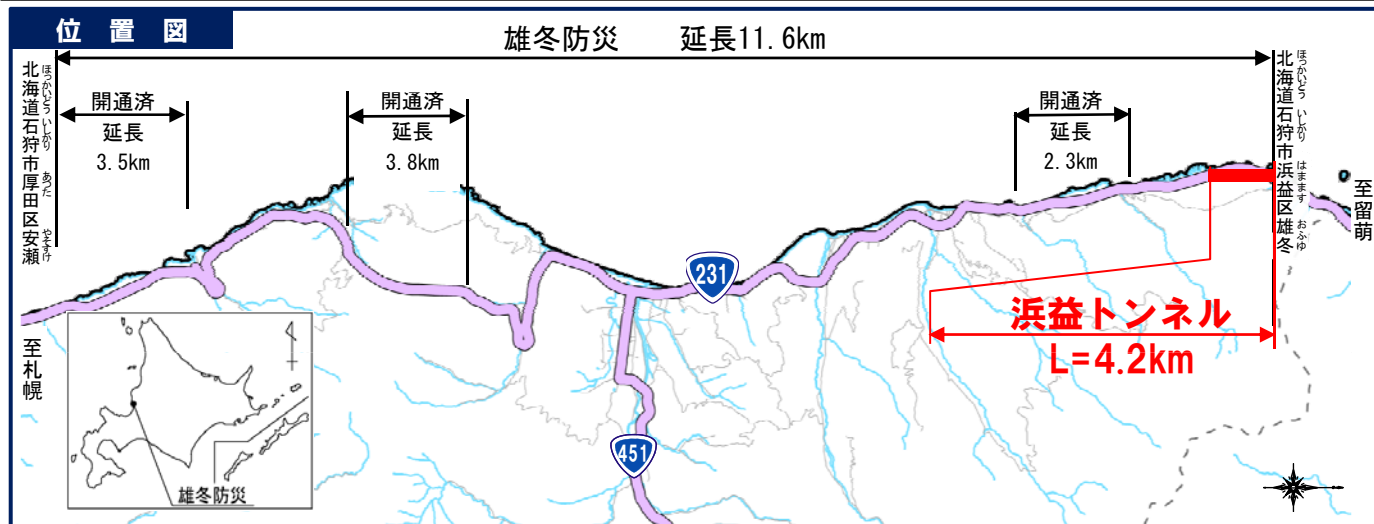 位置図
雄冬防災 延長11.6km
北海道石狩市厚田区安瀬
ほっかいどう いしかり あつた やそすけ
開通済
延長
3.5km
開通済
延長
3.8km
開通済
延長
2.3km
北海道石狩市浜益区雄冬
ほっかいどう いしかり はまます おふゆ
至留萌
231
浜益トンネル
L=4.2km
至札幌
451
雄冬防災